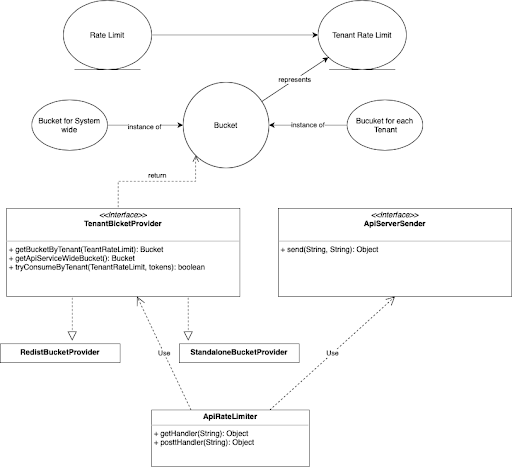 Rate Limit
Tenant Rate Limit
represents
Bucket for System
wide
instance of
Bucket
instance of
Bucuket for each
Tenant
return
<<Interface>>
TenantBicketProvider
+ getBucketByTenant(TeantRateLimit): Bucket
+ getApiServiceWideBucket(): Bucket
+ tryConsumeByTenant(TenantRateLimit, tokens): boolean
<<Interface>>
ApiServerSender
+ send(String, String): Object
RedistBucketProvider
Use
StandaloneBucketProvider
Use
ApiRateLimiter
+ getHandler(String): Object
+ posttHandler(String): Object